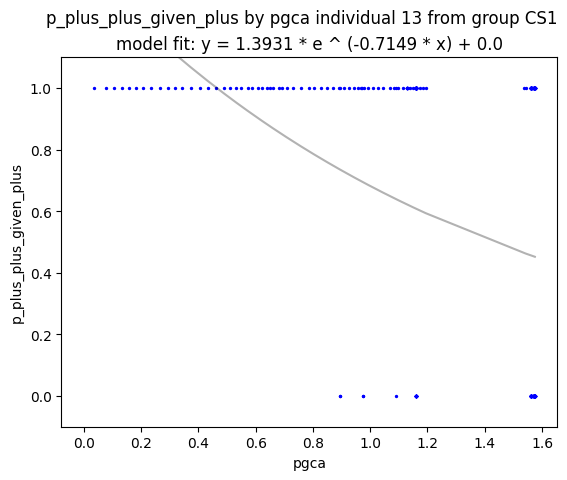 p_plus_plus_given_plus by pgca individual 13 from group CS1
model fit: y = 1.3931 * e ^ (-0.7149 * x) + 0.0
p_plus_plus_given_plus
1.0
0.8
0.6
0.4
0.2
0.0
0.0 0.2 0.4 0.6 0.8 1.0 1.2 1.4 1.6
pgca